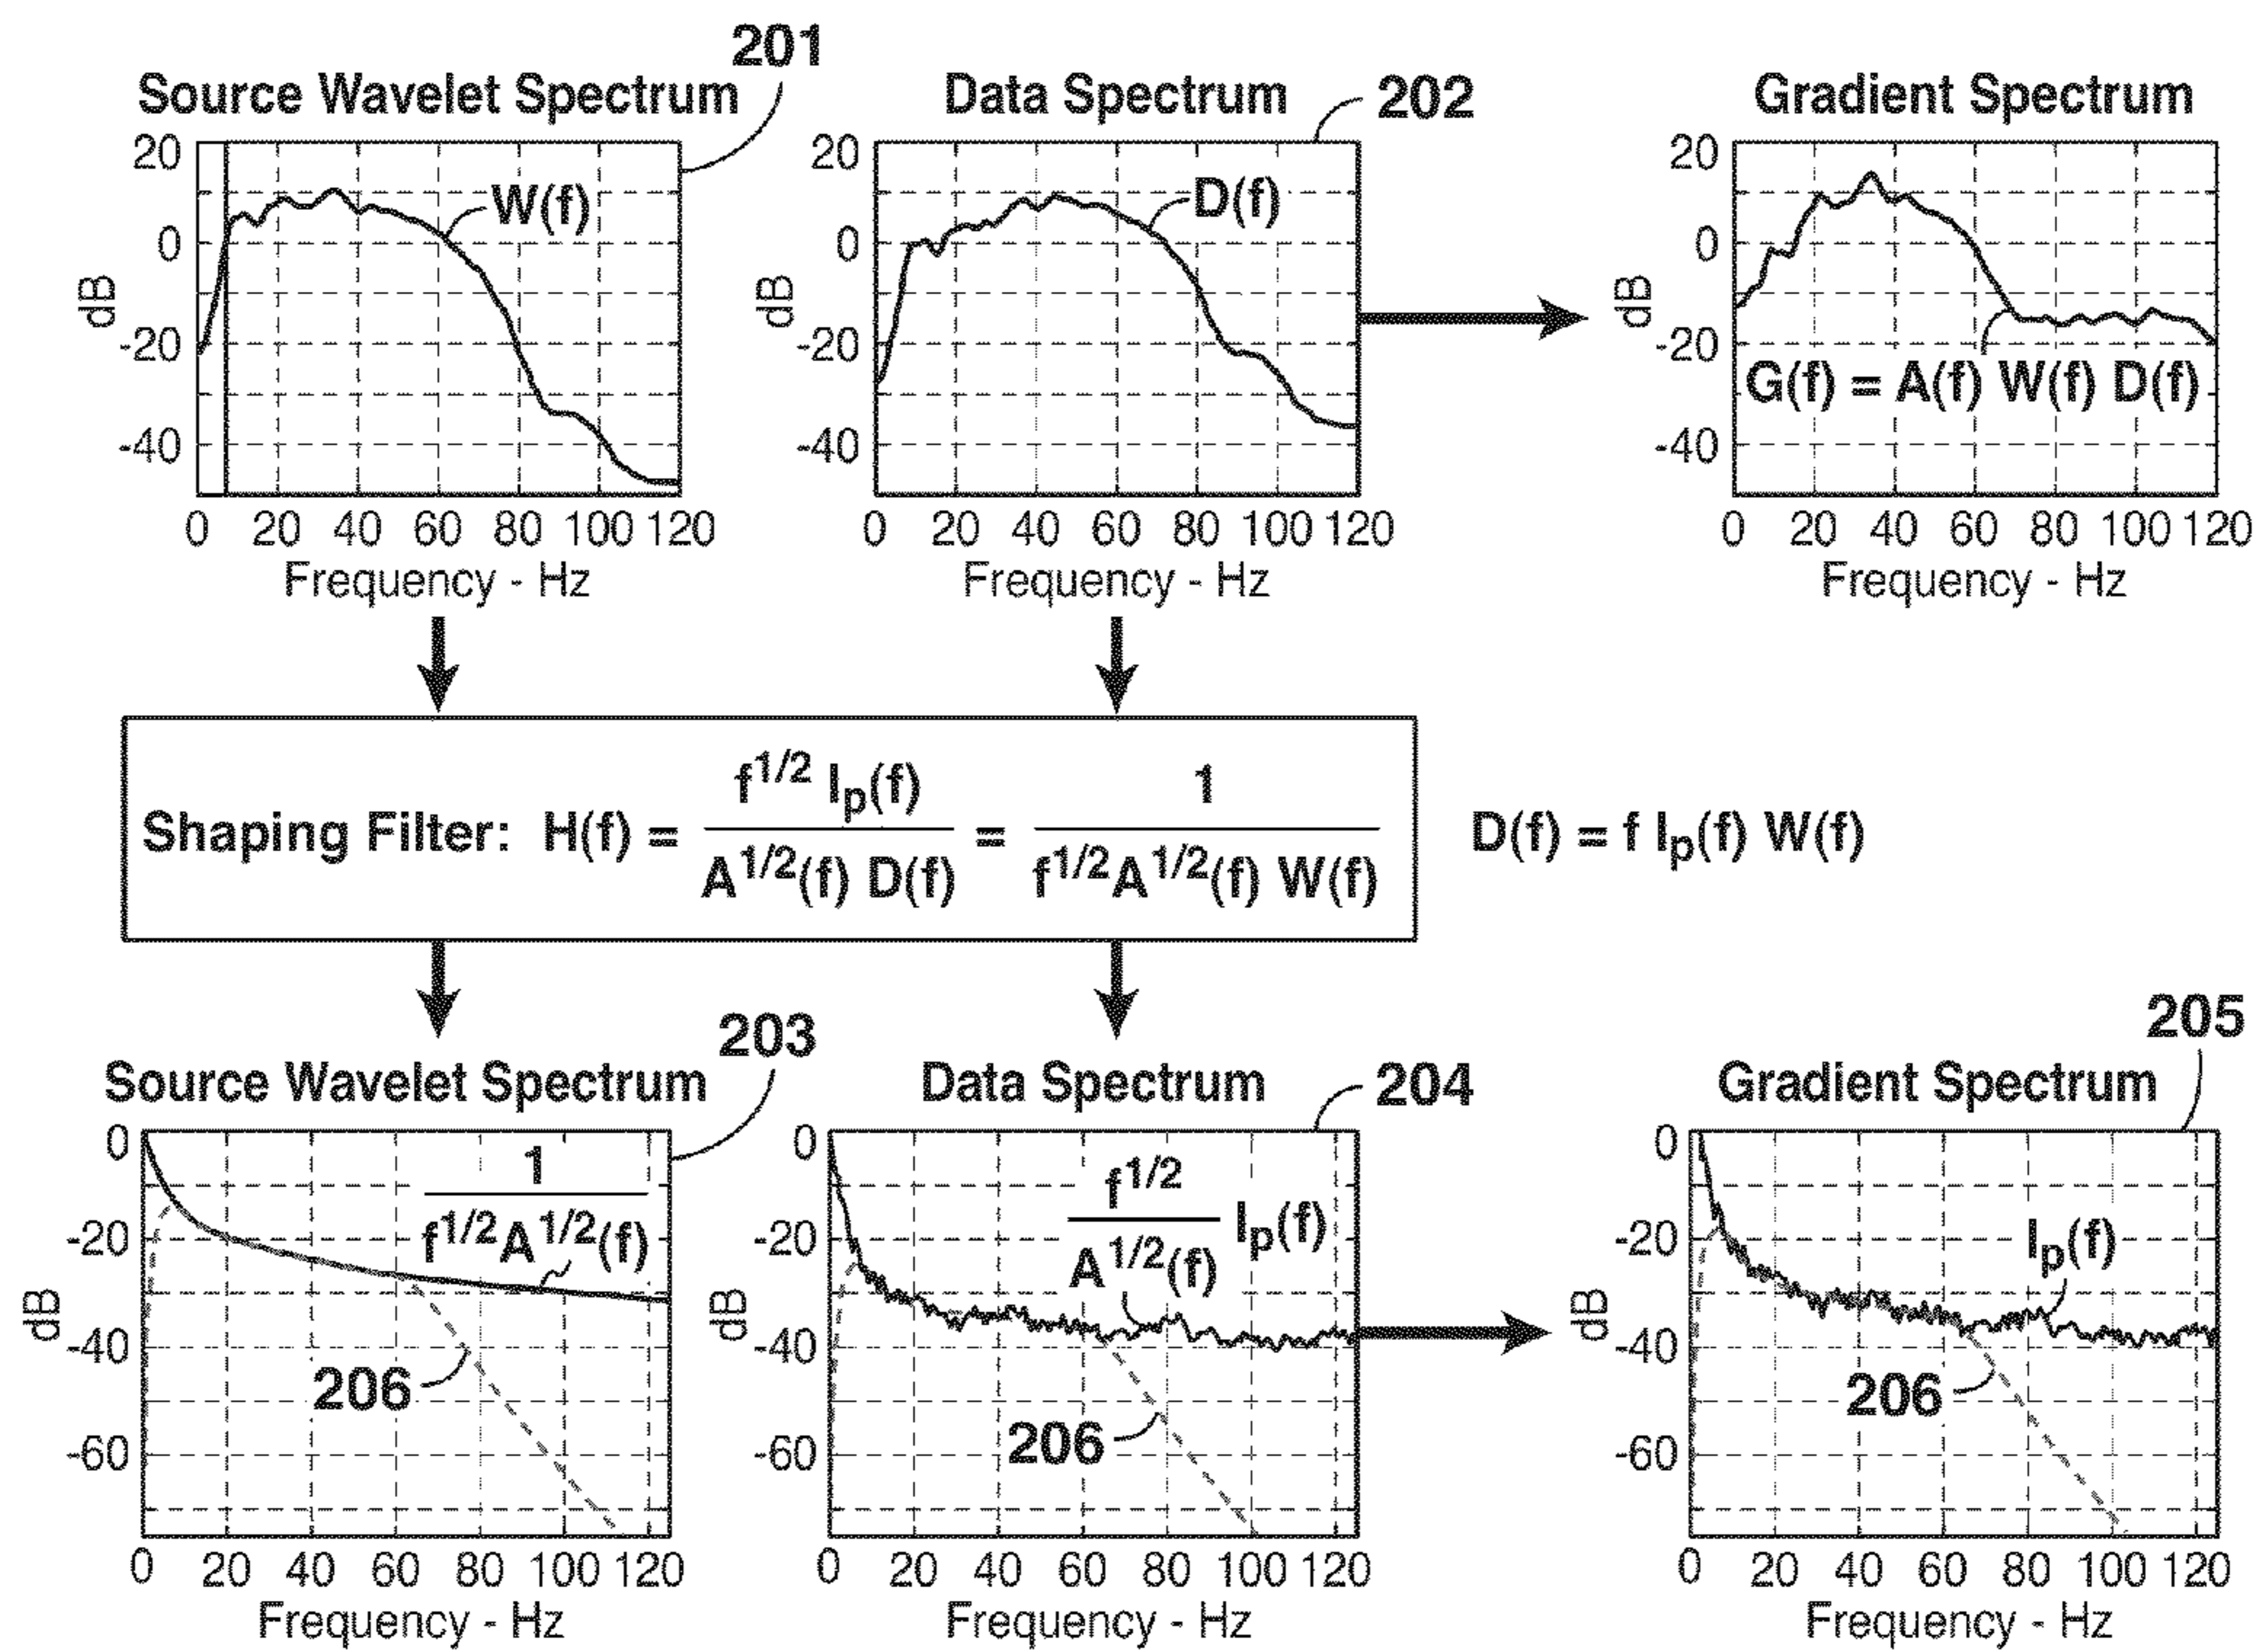 201
Source Wavelet Spectrum
Data Spectrum
202
Gradient Spectrum
20
0
-20
-40
dB
W(f)
0 20 40 60 80 100 120
Frequency - Hz
20
0
-20
-40
dB
D(f)
0 20 40 60 80 100 120
Frequency - Hz
20
0
-20
-40
dB
G(f) = A(f) W(f) D(f)
0 20 40 60 80 100 120
Frequency - Hz
Shaping Filter: H(f) = f^1/2 I_p(f) / A^1/2(f) D(f) = 1 / f^1/2 A^1/2(f) W(f)
D(f) = f I_p(f) W(f)
203
Source Wavelet Spectrum
Data Spectrum
204
205
Gradient Spectrum
0
-20
-40
-60
dB
1 / f^1/2 A^1/2(f)
206
0 20 40 60 80 100 120
Frequency - Hz
0
-20
-40
-60
dB
f^1/2 / A^1/2(f) I_p(f)
206
0 20 40 60 80 100 120
Frequency - Hz
0
-20
-40
-60
dB
I_p(f)
206
0 20 40 60 80 100 120
Frequency - Hz